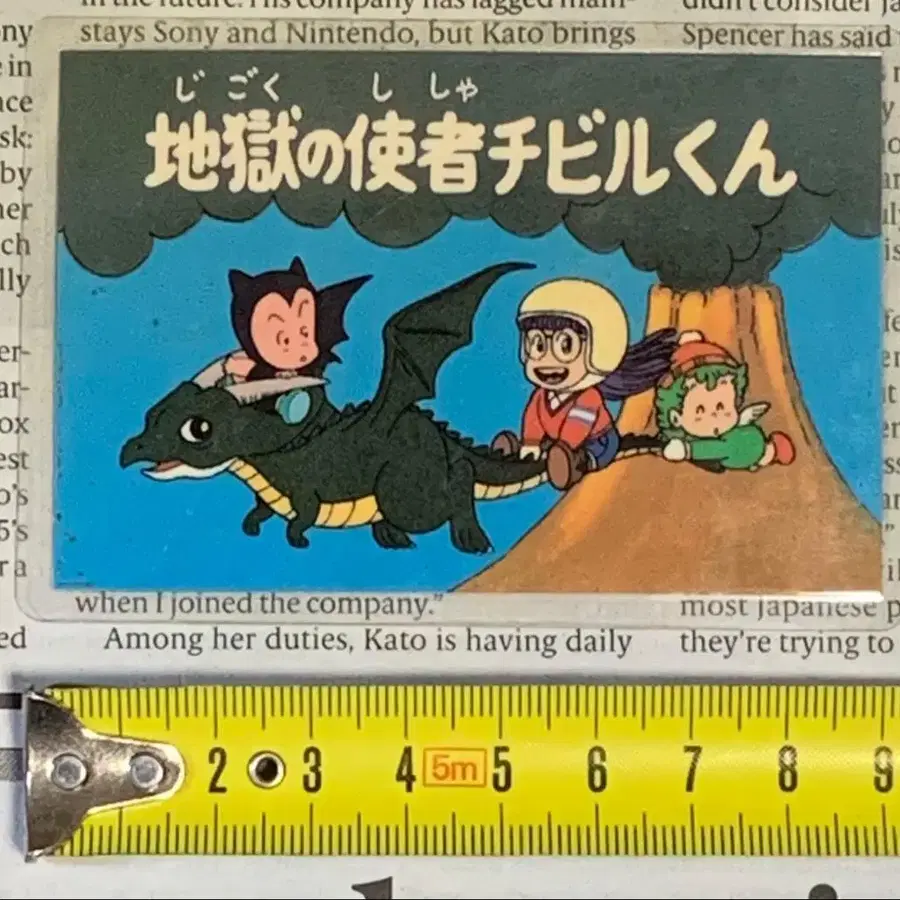 stays Sony and Nintendo, but Kato brings
Spencer has said
じごく ししゃ
地獄の使者チビルくん
when I joined the company."
Among her duties, Kato is having daily
most Japanese
they're trying to
2 3 4 5m 5 6 7 8 9